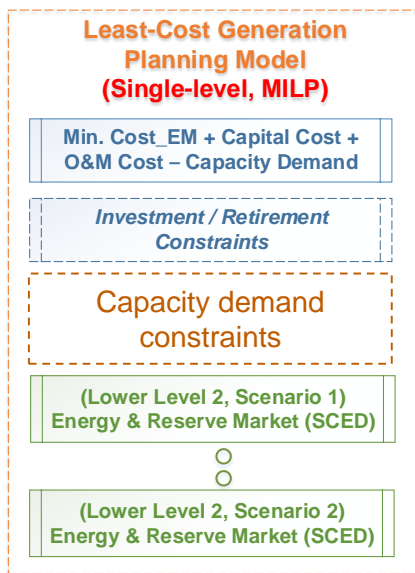 Least-Cost Generation
Planning Model
(Single-level, MILP)
Min. Cost_EM + Capital Cost +
O&M Cost – Capacity Demand
Investment / Retirement
Constraints
Capacity demand
constraints
(Lower Level 2, Scenario 1)
Energy & Reserve Market (SCED)
(Lower Level 2, Scenario 2)
Energy & Reserve Market (SCED)